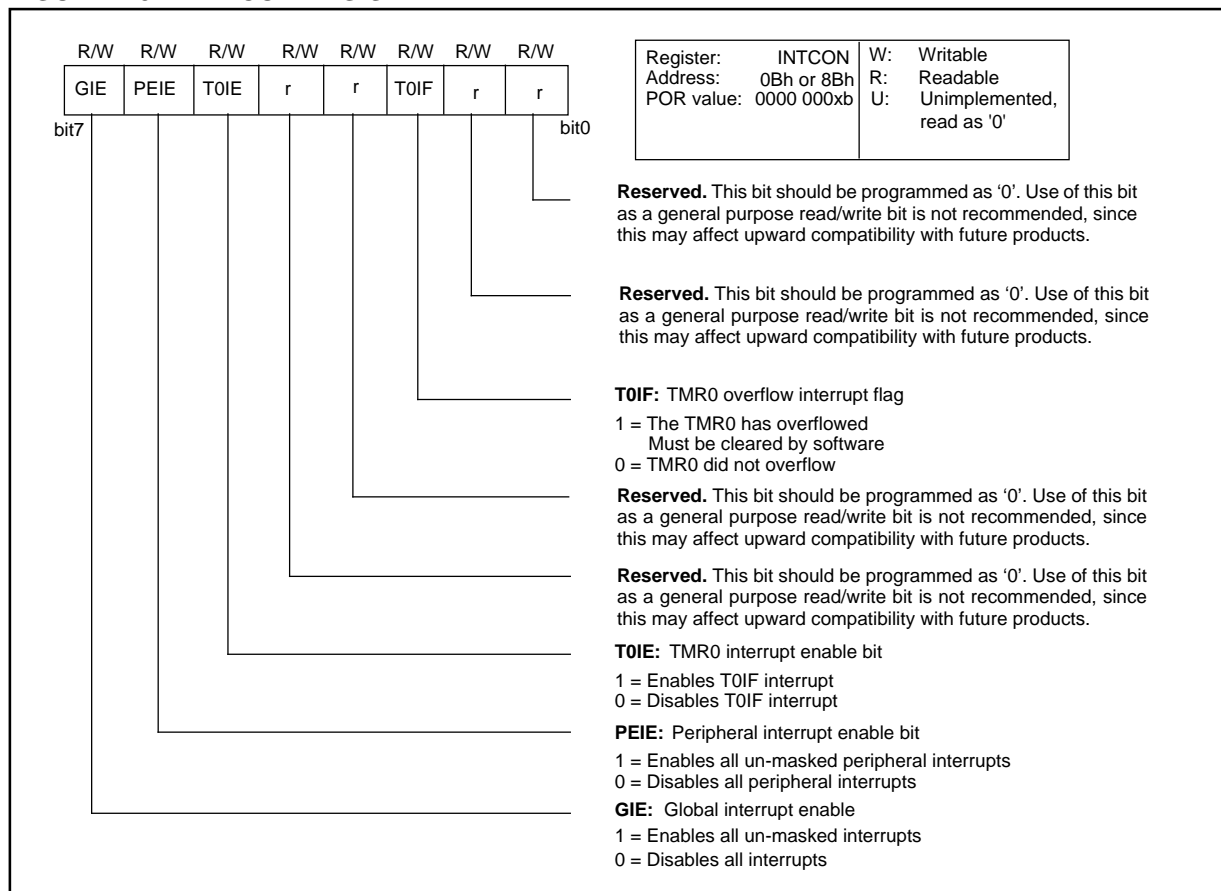 R/W R/W R/W R/W R/W R/W R/W R/W
GIE PEIE T0IE r r T0IF r r
bit7 bit0
Register: INTCON
Address: 0Bh or 8Bh
POR value: 0000 000xb
W: Writable
R: Readable
U: Unimplemented,
read as '0'
Reserved. This bit should be programmed as ‘0’. Use of this bit
as a general purpose read/write bit is not recommended, since
this may affect upward compatibility with future products.
Reserved. This bit should be programmed as ‘0’. Use of this bit
as a general purpose read/write bit is not recommended, since
this may affect upward compatibility with future products.
T0IF: TMR0 overflow interrupt flag
1 = The TMR0 has overflowed
Must be cleared by software
0 = TMR0 did not overflow
Reserved. This bit should be programmed as ‘0’. Use of this bit
as a general purpose read/write bit is not recommended, since
this may affect upward compatibility with future products.
Reserved. This bit should be programmed as ‘0’. Use of this bit
as a general purpose read/write bit is not recommended, since
this may affect upward compatibility with future products.
T0IE: TMR0 interrupt enable bit
1 = Enables T0IF interrupt
0 = Disables T0IF interrupt
PEIE: Peripheral interrupt enable bit
1 = Enables all un-masked peripheral interrupts
0 = Disables all peripheral interrupts
GIE: Global interrupt enable
1 = Enables all un-masked interrupts
0 = Disables all interrupts